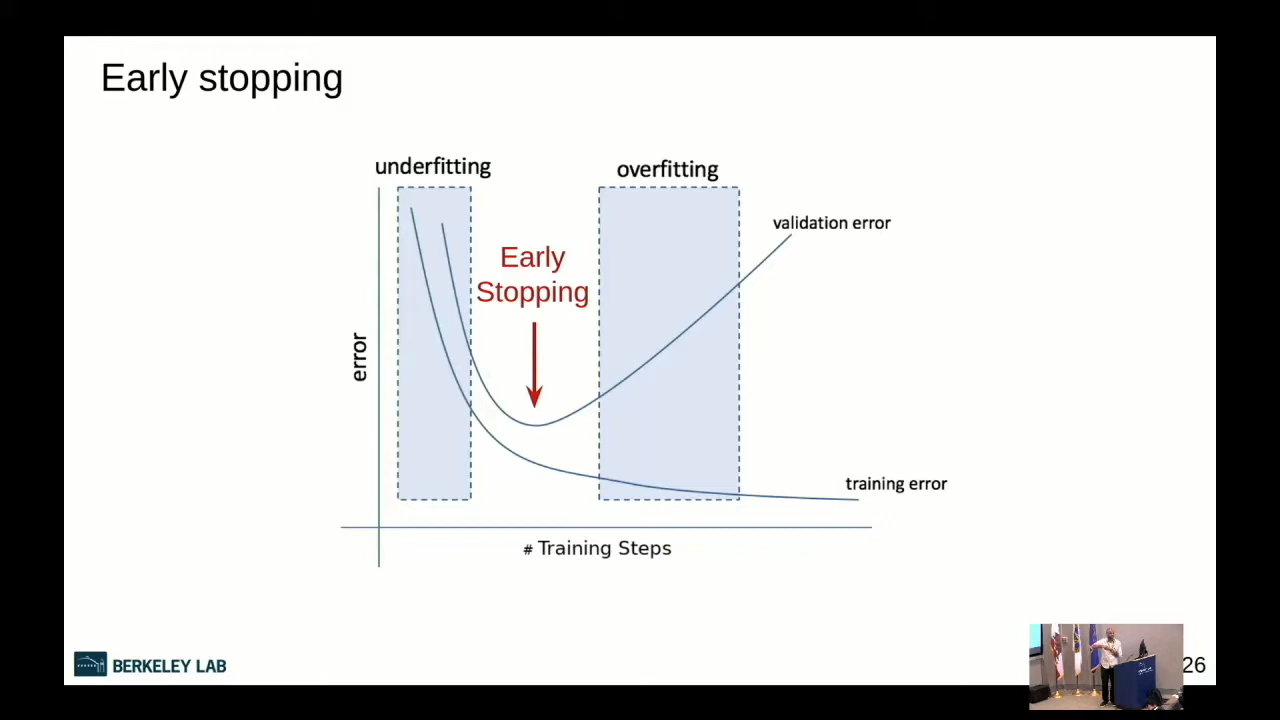 Early stopping
underfitting
overfitting
validation error
Early
Stopping
error
training error
# Training Steps
BERKELEY LAB
26